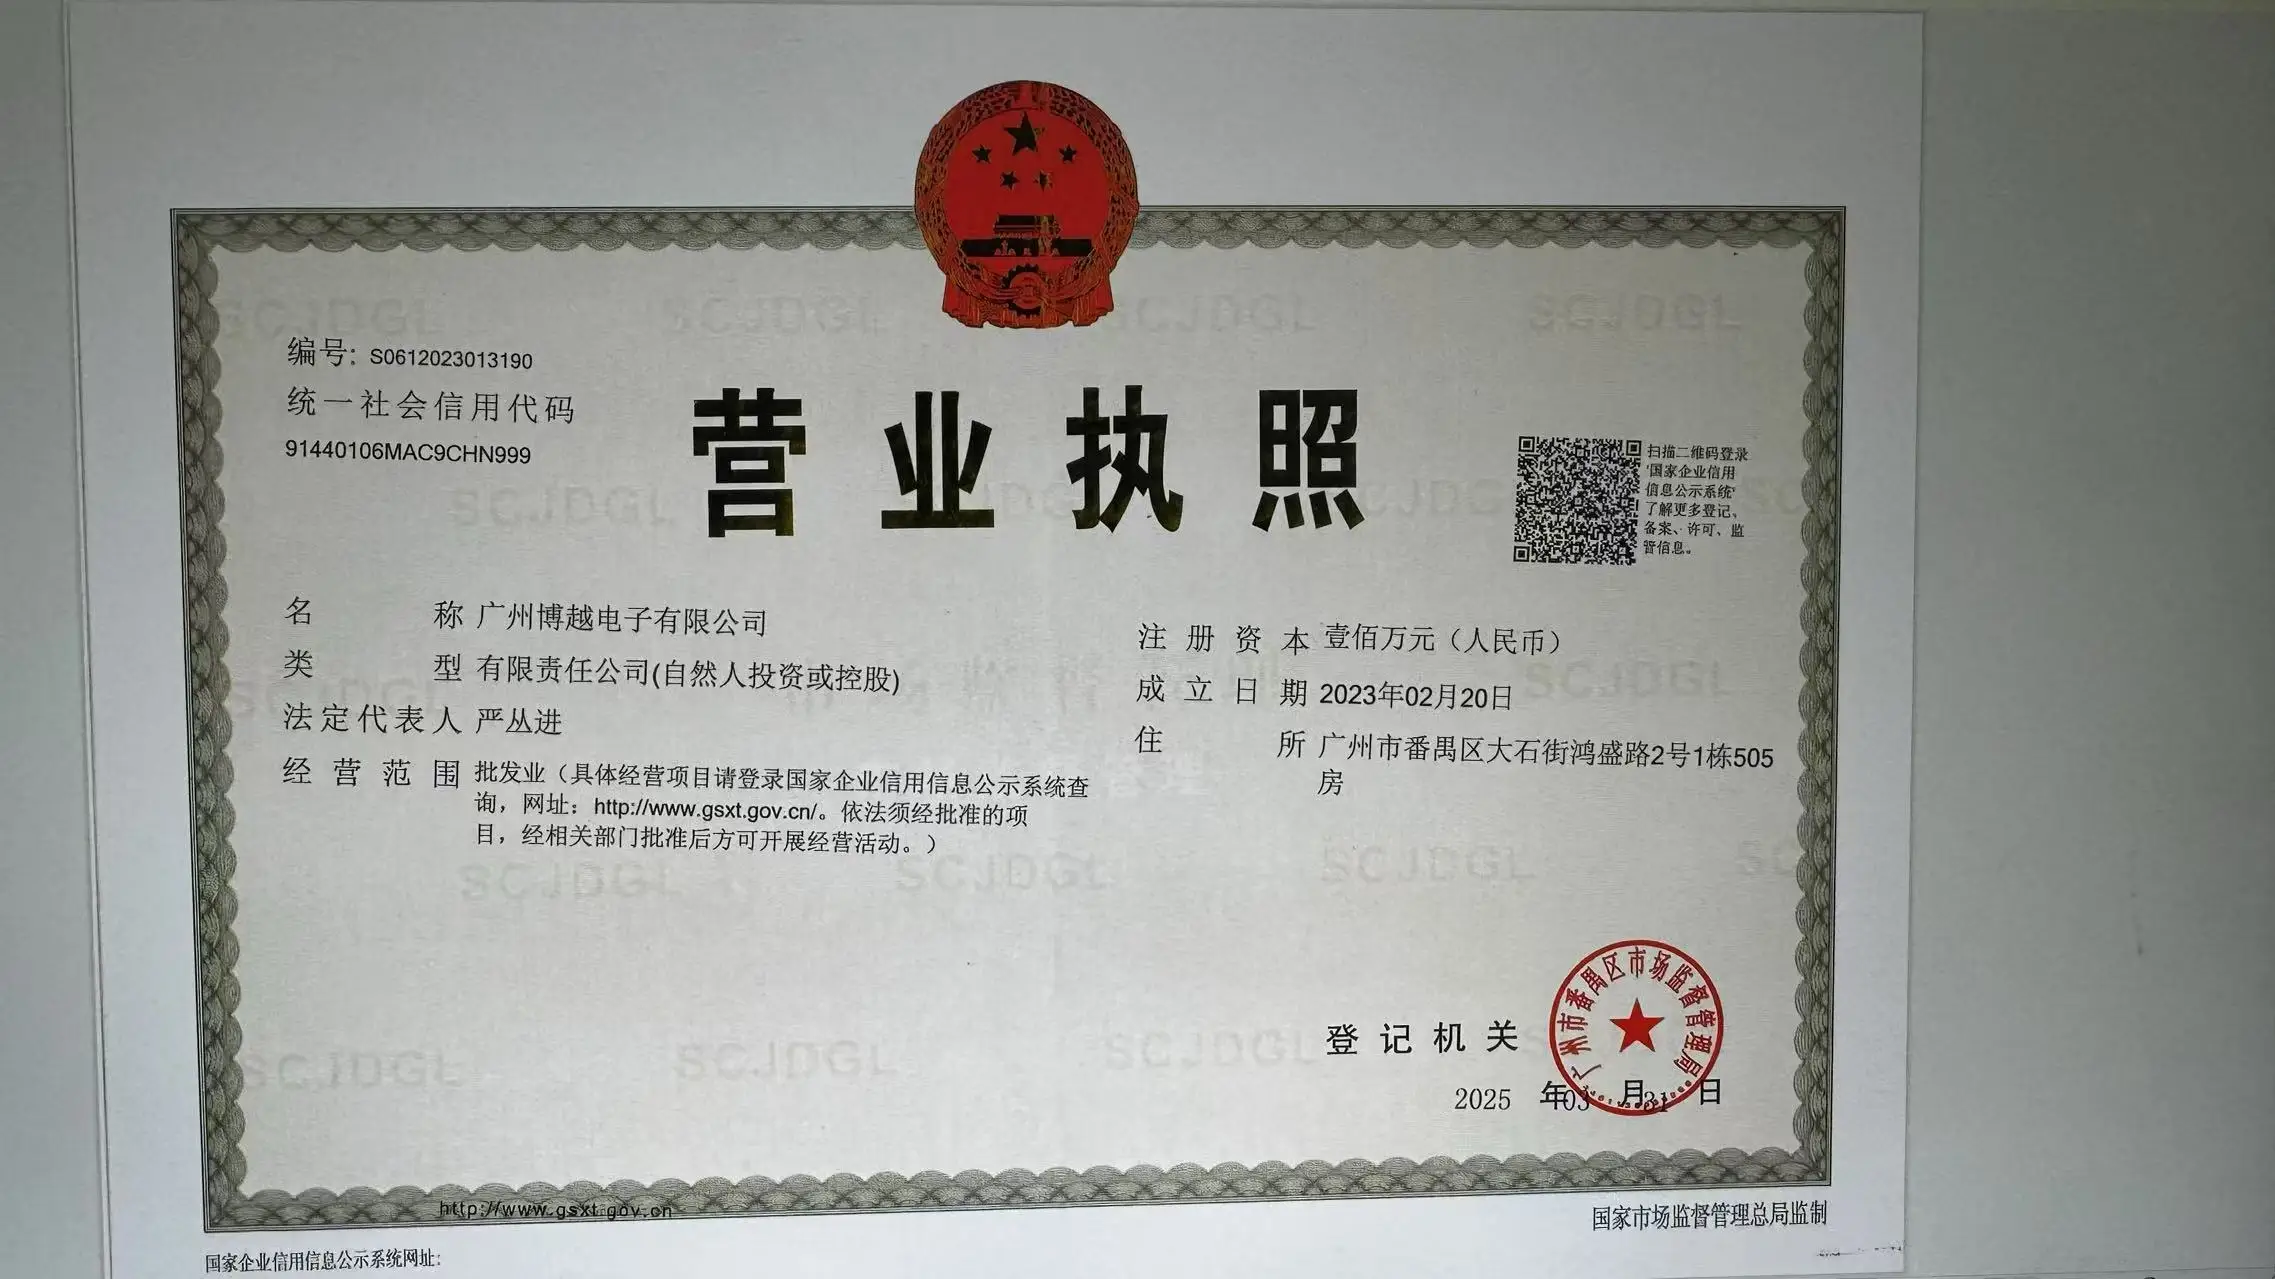 编号: S0612023013190
统一社会信用代码
91440106MAC9CHN999
营业执照
扫描二维码登录
'国家企业信用
信息公示系统'
了解更多登记、
备案、许可、监
管信息。
名称 广州博越电子有限公司
类型 有限责任公司(自然人投资或控股)
法定代表人 严丛进
经营范围 批发业（具体经营项目请登录国家企业信用信息公示系统查
询，网址：http://www.gsxt.gov.cn/。依法须经批准的项
目，经相关部门批准后方可开展经营活动。）
注册资本 壹佰万元（人民币）
成立日期 2023年02月20日
住所 广州市番禺区大石街鸿盛路2号1栋505
房
登记机关
广州市番禺区市场监督管理局
2025 年03 月31 日
http://www.gsxt.gov.cn
国家企业信用信息公示系统网址:
国家市场监督管理总局监制
SCJDGL